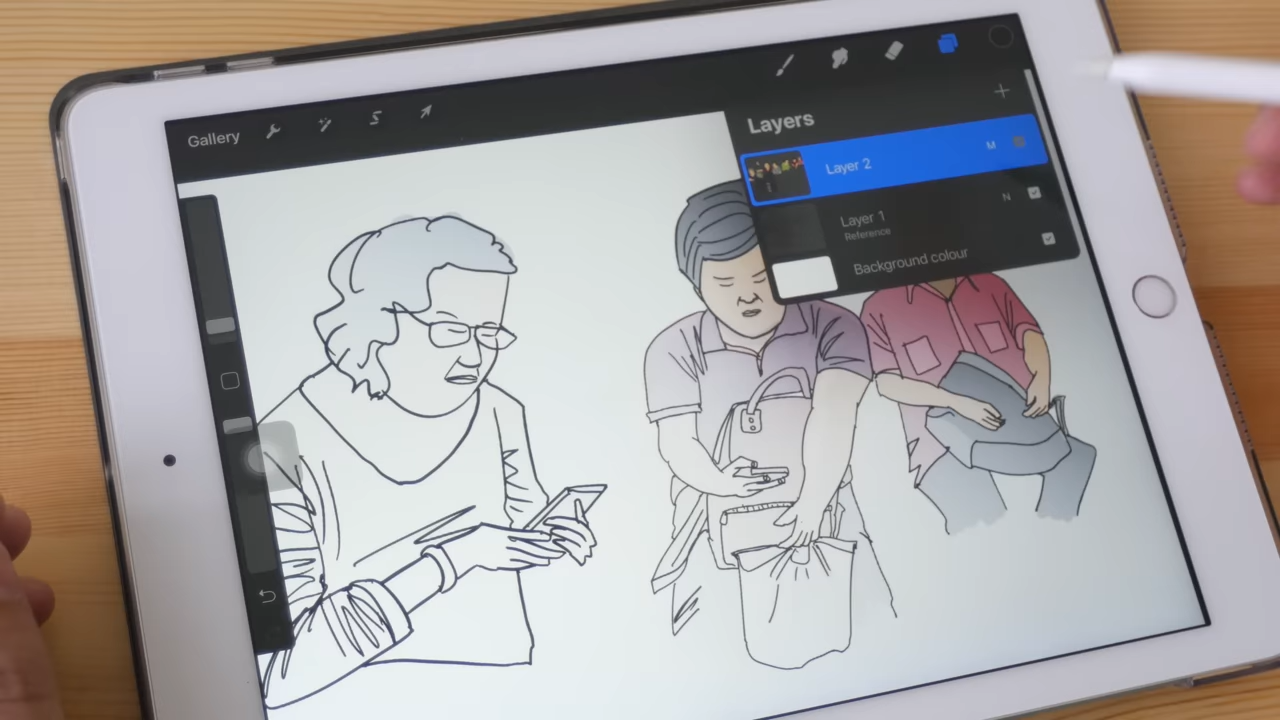 Gallery
Layers
Layer 2 M
Layer 1 N
Reference
Background colour